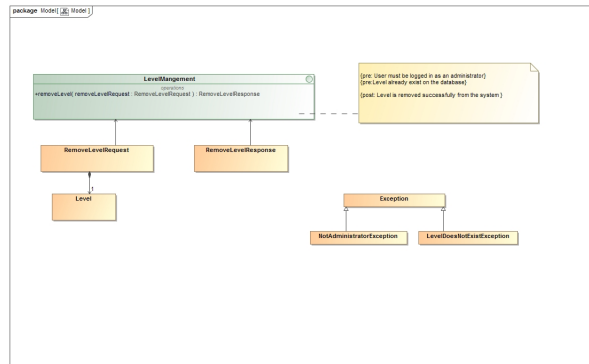 package Model[ Model ]
LevelMangement
operations
+removeLevel( removeLevelRequest : RemoveLevelRequest ) : RemoveLevelResponse
{pre: User must be logged in as an administrator}
{pre:Level already exist on the database}
{post: Level is removed successfully from the system }
RemoveLevelRequest
RemoveLevelResponse
1
Level
Exception
NotAdministratorException
LevelDoesNotExistException